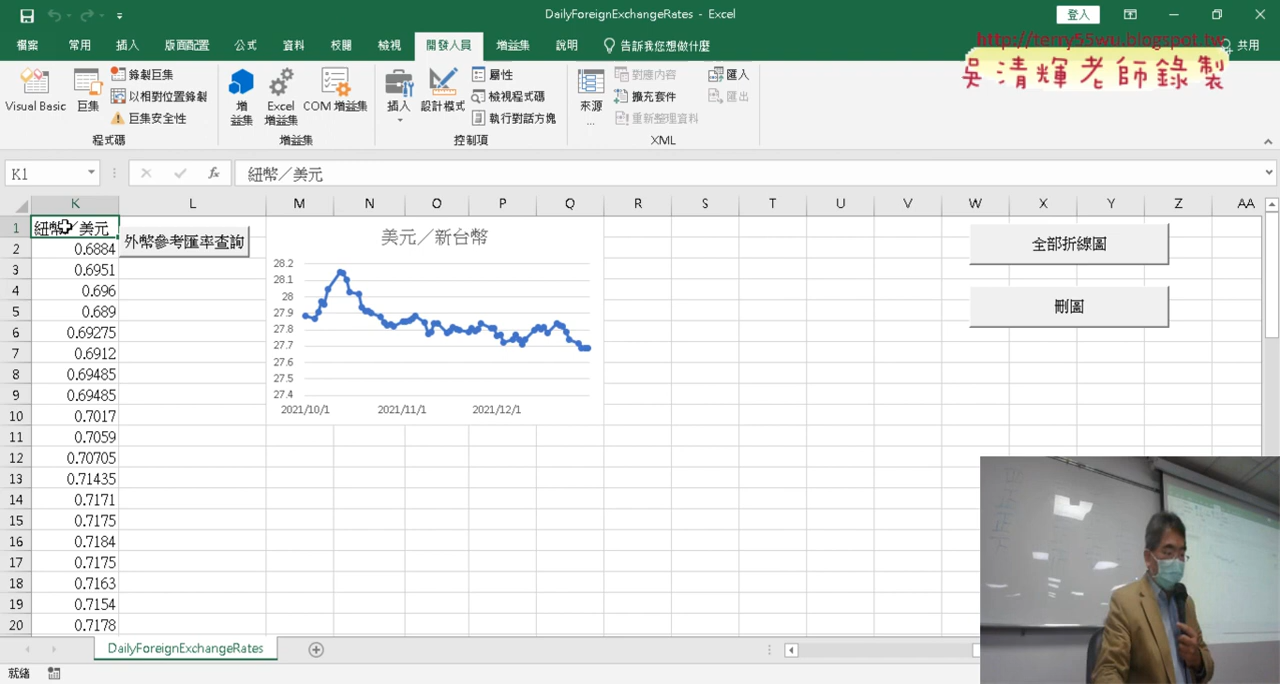 DailyForeignExchangeRates - Excel
登入
檔案 常用 插入 版面配置 公式 資料 校閱 檢視 開發人員 增益集 說明 告訴我您想做什麼 共用
http://terry55wu.blogspot.tw
吳清輝老師錄製
Visual Basic
巨集
錄製巨集
以相對位置錄製
巨集安全性
程式碼
增益集
Excel 增益集
COM 增益集
增益集
插入
設計模式
屬性
檢視程式碼
執行對話方塊
控制項
來源
...
對應內容
擴充套件
重新整理資料
匯入
匯出
XML
K1
fx
紐幣／美元
K L M N O P Q R S T U V W X Y Z AA
1 紐幣／美元
2 0.6884
3 0.6951
4 0.696
5 0.689
6 0.69275
7 0.6912
8 0.69485
9 0.69485
10 0.7017
11 0.7059
12 0.70705
13 0.71435
14 0.7171
15 0.7175
16 0.7184
17 0.7175
18 0.7163
19 0.7154
20 0.7178
外幣參考匯率查詢
美元／新台幣
28.2
28.1
28
27.9
27.8
27.7
27.6
27.5
27.4
2021/10/1 2021/11/1 2021/12/1
全部折線圖
刪圖
DailyForeignExchangeRates
就緒